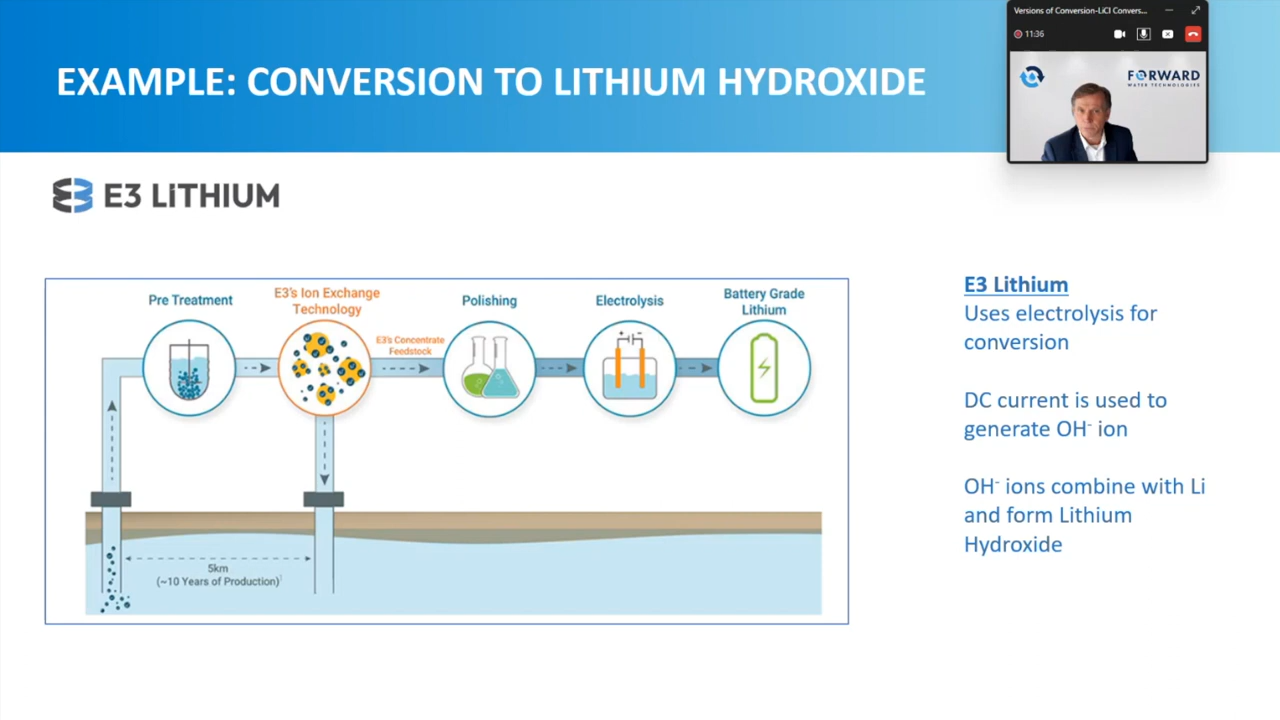 EXAMPLE: CONVERSION TO LITHIUM HYDROXIDE
Versions of Conversion-LiCl Convers...
11:36
FORWARD
WATER TECHNOLOGIES
E3 LiTHIUM
Pre Treatment
E3's Ion Exchange
Technology
E3's Concentrate
Feedstock
Polishing
Electrolysis
Battery Grade
Lithium
+ -
5km
(~10 Years of Production)
E3 Lithium
Uses electrolysis for
conversion
DC current is used to
generate OH⁻ ion
OH⁻ ions combine with Li
and form Lithium
Hydroxide